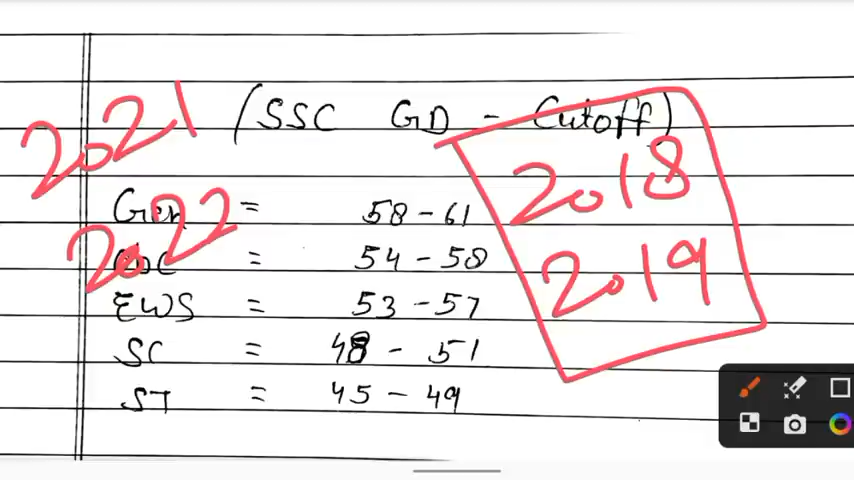 (SSC GD - Cutoff)
2021
2018
Gen = 58-61
2022
2019
OBC = 54-58
EWS = 53-57
SC = 48 - 51
ST = 45 - 49